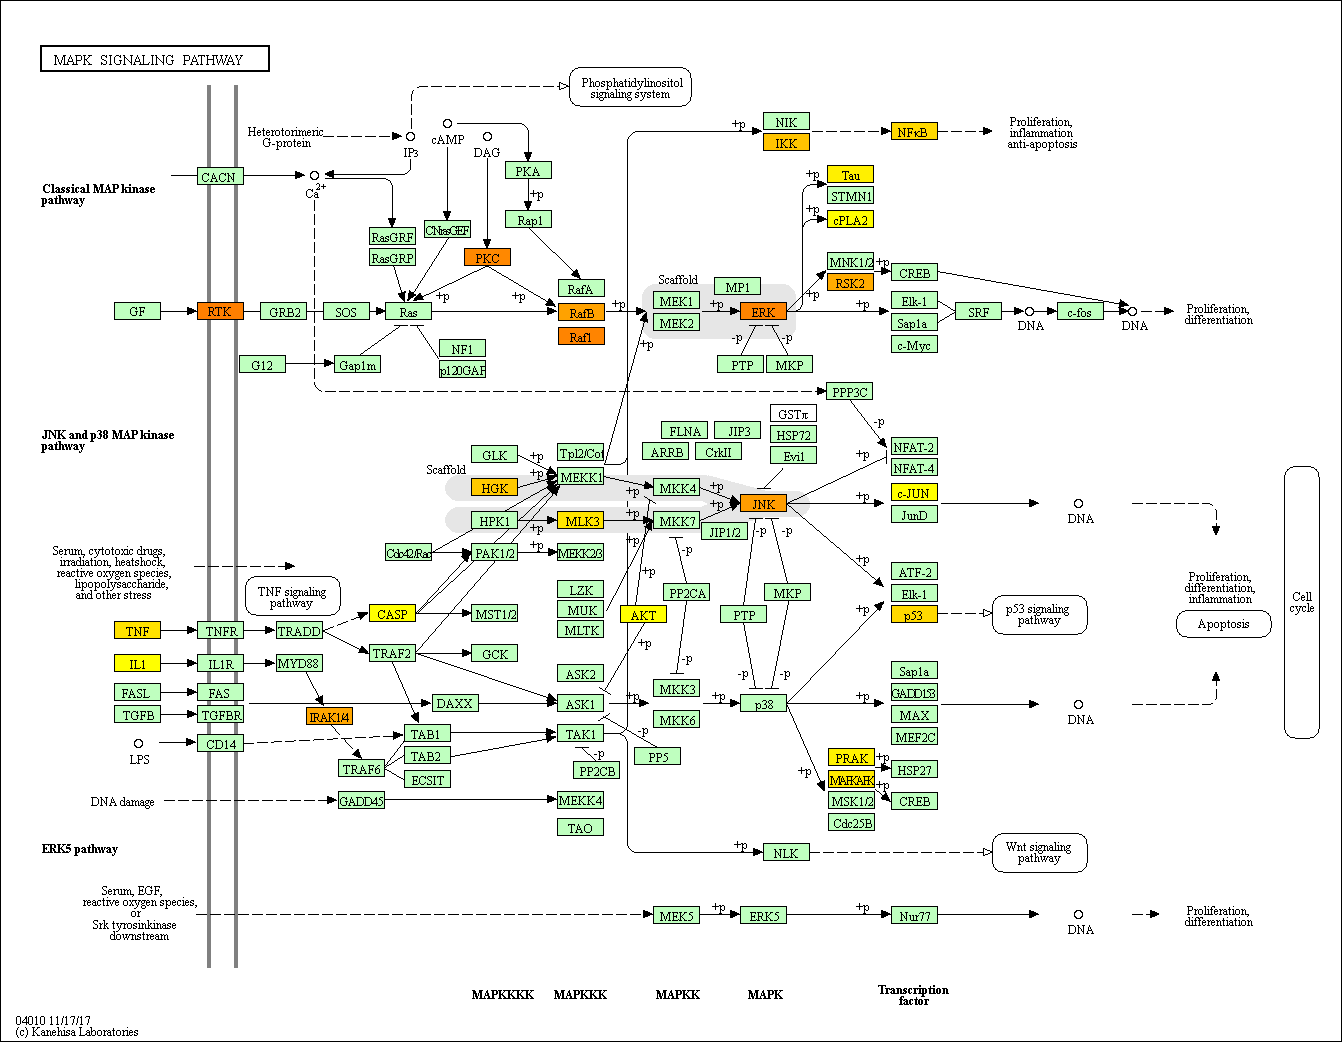 MAPK SIGNALING PATHWAY
Phosphatidylinositol
signaling system
Heterotorimeric
G-protein
IP3
cAMP
DAG
+p
NIK
IKK
NFκB
Proliferation,
inflammation
anti-apoptosis
Classical MAP kinase
pathway
CACN
Ca2+
PKA
+p
Rap1
+p
Tau
STMN1
+p
cPLA2
RasGRF
RasGRP
CNrasGEF
PKC
RafA
Scaffold
MEK1
MEK2
MP1
MNK1/2
RSK2
+p
+p
CREB
GF
RTK
GRB2
SOS
Ras
+p
+p
RafB
Raf1
+p
+p
+p
ERK
+p
Elk-1
Sap1a
c-Myc
SRF
DNA
c-fos
DNA
Proliferation,
differentiation
G12
Gap1m
NF1
p120GAP
-p
-p
PTP
MKP
PPP3C
-p
JNK and p38 MAP kinase
pathway
GSTπ
HSP72
Evi1
FLNA
JIP3
ARRB
CrkII
NFAT-2
NFAT-4
+p
Scaffold
GLK
+p
Tpl2/Cot
HGK
+p
MEKK1
+p
MKK4
+p
JNK
+p
c-JUN
JunD
DNA
HPK1
+p
MLK3
+p
MKK7
+p
JIP1/2
Cdc42/Rac
PAK1/2
+p
MEKK2/3
+p
-p
-p
-p
+p
Serum, cytotoxic drugs,
irradiation, heatshock,
reactive oxygen species,
lipopolysaccharide,
and other stress
TNF signaling
pathway
CASP
MST1/2
LZK
MUK
MLTK
+p
AKT
PP2CA
PTP
MKP
+p
ATF-2
Elk-1
p53
p53 signaling
pathway
Proliferation,
differentiation,
inflammation
Apoptosis
Cell
cycle
TNF
TNFR
TRADD
TRAF2
GCK
+p
-p
-p
-p
IL1
IL1R
MYD88
FASL
FAS
TGFB
TGFBR
IRAK1/4
DAXX
ASK2
ASK1
+p
MKK3
MKK6
+p
p38
+p
Sap1a
GADD153
MAX
MEF2C
DNA
LPS
CD14
TAB1
TAB2
ECSIT
TRAF6
TAK1
-p
PP2CB
-p
PP5
+p
PRAK
MAPKAPK
MSK1/2
Cdc25B
+p
+p
HSP27
CREB
DNA damage
GADD45
MEKK4
TAO
ERK5 pathway
+p
NLK
Wnt signaling
pathway
Serum, EGF,
reactive oxygen species,
or
Srk tyrosinkinase
downstream
MEK5
+p
ERK5
+p
Nur77
DNA
Proliferation,
differentiation
MAPKKKK
MAPKKK
MAPKK
MAPK
Transcription
factor
04010 11/17/17
(c) Kanehisa Laboratories